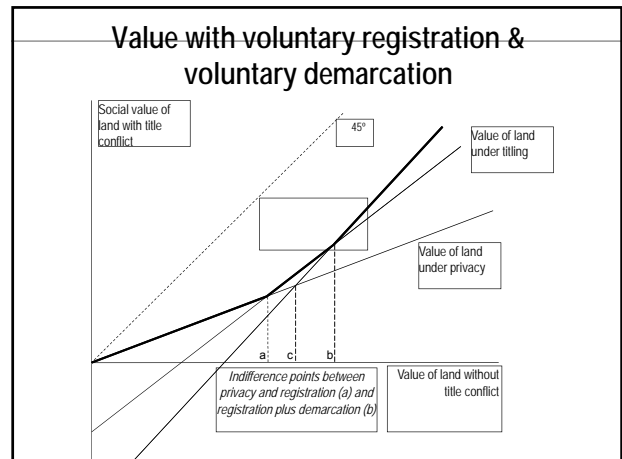 Value with voluntary registration &
voluntary demarcation
Social value of
land with title
conflict
45º
Value of land
under titling
Value of land
under privacy
a
c
b
Indifference points between
privacy and registration (a) and
registration plus demarcation (b)
Value of land without
title conflict